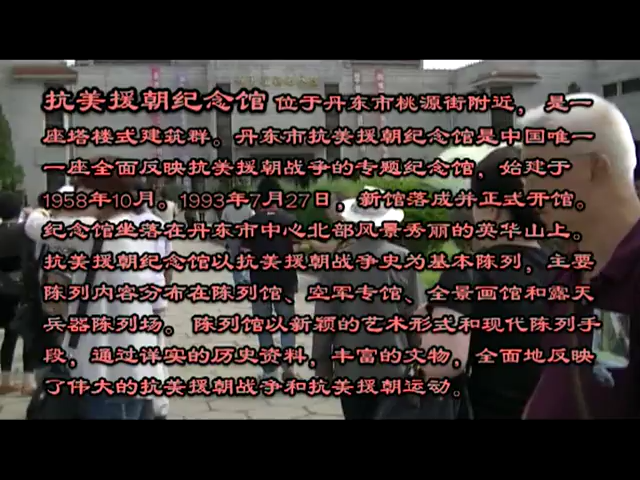 抗美援朝纪念馆 位于丹东市桃源街附近，是一
座塔楼式建筑群。丹东市抗美援朝纪念馆是中国唯一
一座全面反映抗美援朝战争的专题纪念馆，始建于
1958年10月。1993年7月27日，新馆落成并正式开馆。
纪念馆坐落在丹东市中心北部风景秀丽的英华山上。
抗美援朝纪念馆以抗美援朝战争史为基本陈列，主要
陈列内容分布在陈列馆、空军专馆、全景画馆和露天
兵器陈列场。陈列馆以新颖的艺术形式和现代陈列手
段，通过详实的历史资料，丰富的文物，全面地反映
了伟大的抗美援朝战争和抗美援朝运动。